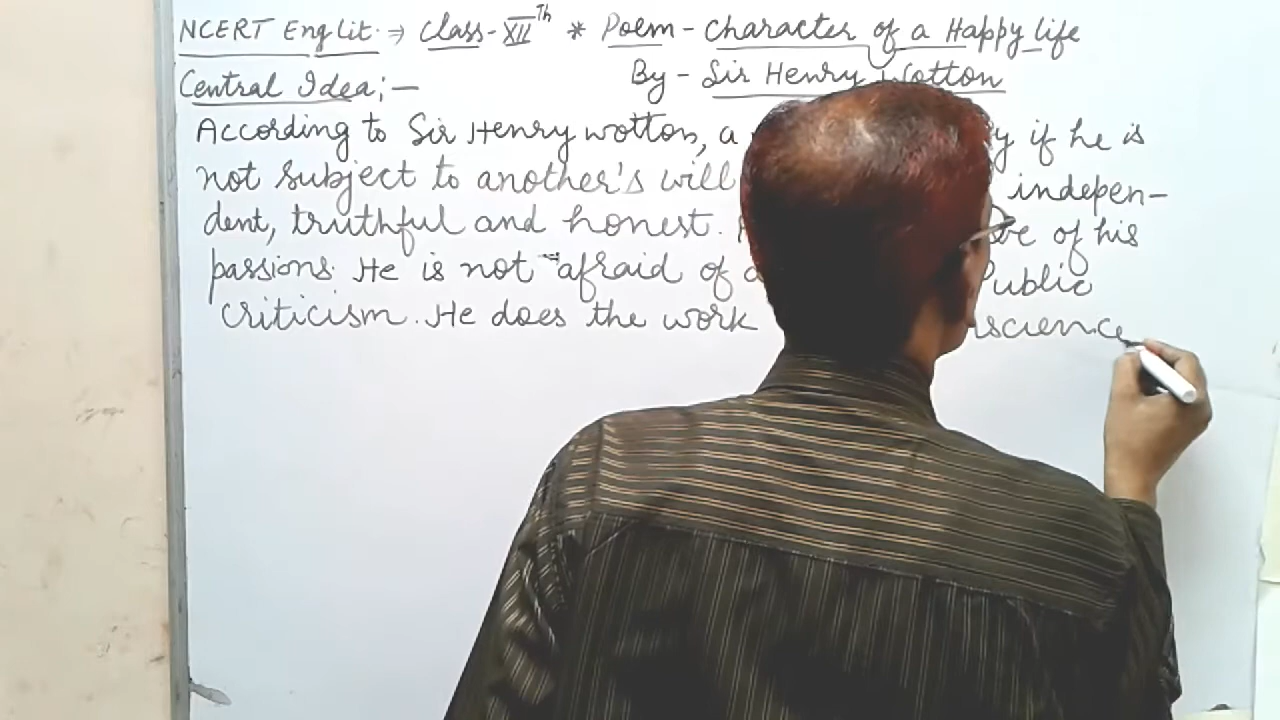 NCERT Eng Lit. ⇒ Class-XIIth * Poem - Character of a Happy life
Central Idea;— By - Sir Henry Wotton
According to Sir Henry wotton, a if he is
not subject to another's will indepen-
dent, truthful and honest. of his
passions. He is not afraid of Public
criticism. He does the work